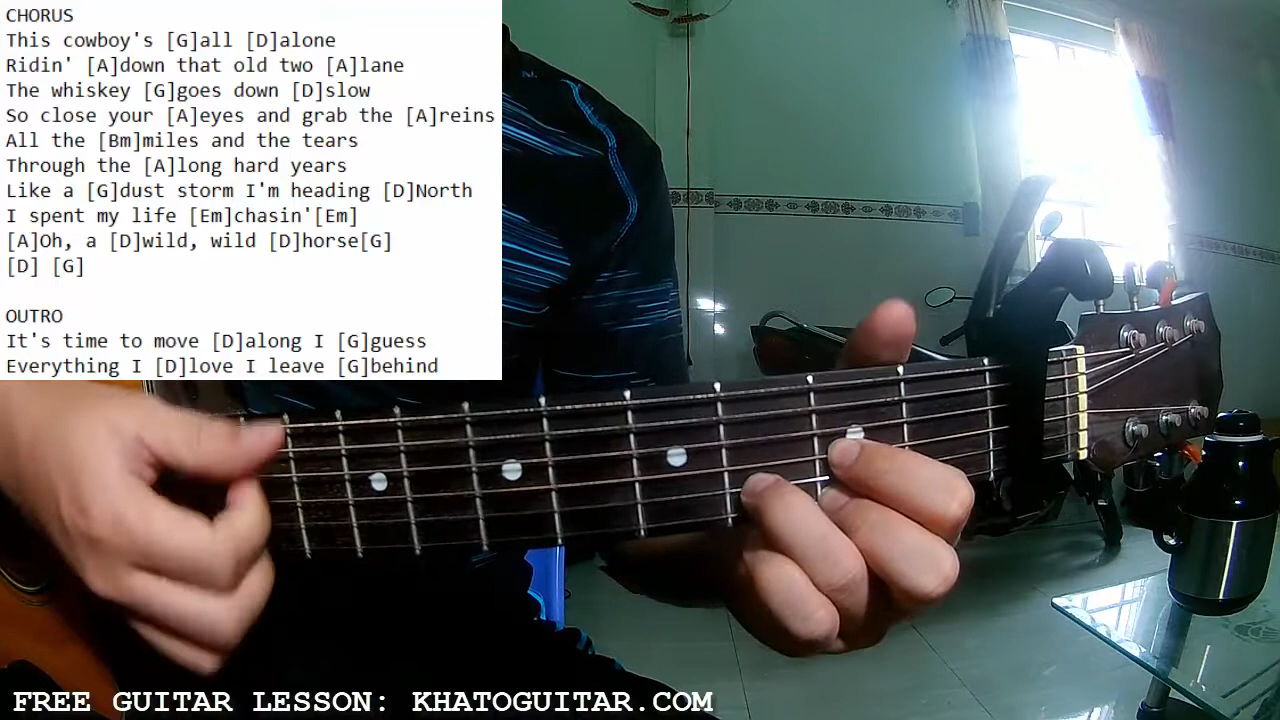 CHORUS
This cowboy's [G]all [D]alone
Ridin' [A]down that old two [A]lane
The whiskey [G]goes down [D]slow
So close your [A]eyes and grab the [A]reins
All the [Bm]miles and the tears
Through the [A]long hard years
Like a [G]dust storm I'm heading [D]North
I spent my life [Em]chasin'[Em]
[A]Oh, a [D]wild, wild [D]horse[G]
[D] [G]
OUTRO
It's time to move [D]along I [G]guess
Everything I [D]love I leave [G]behind
FREE GUITAR LESSON: KHATOGUITAR.COM